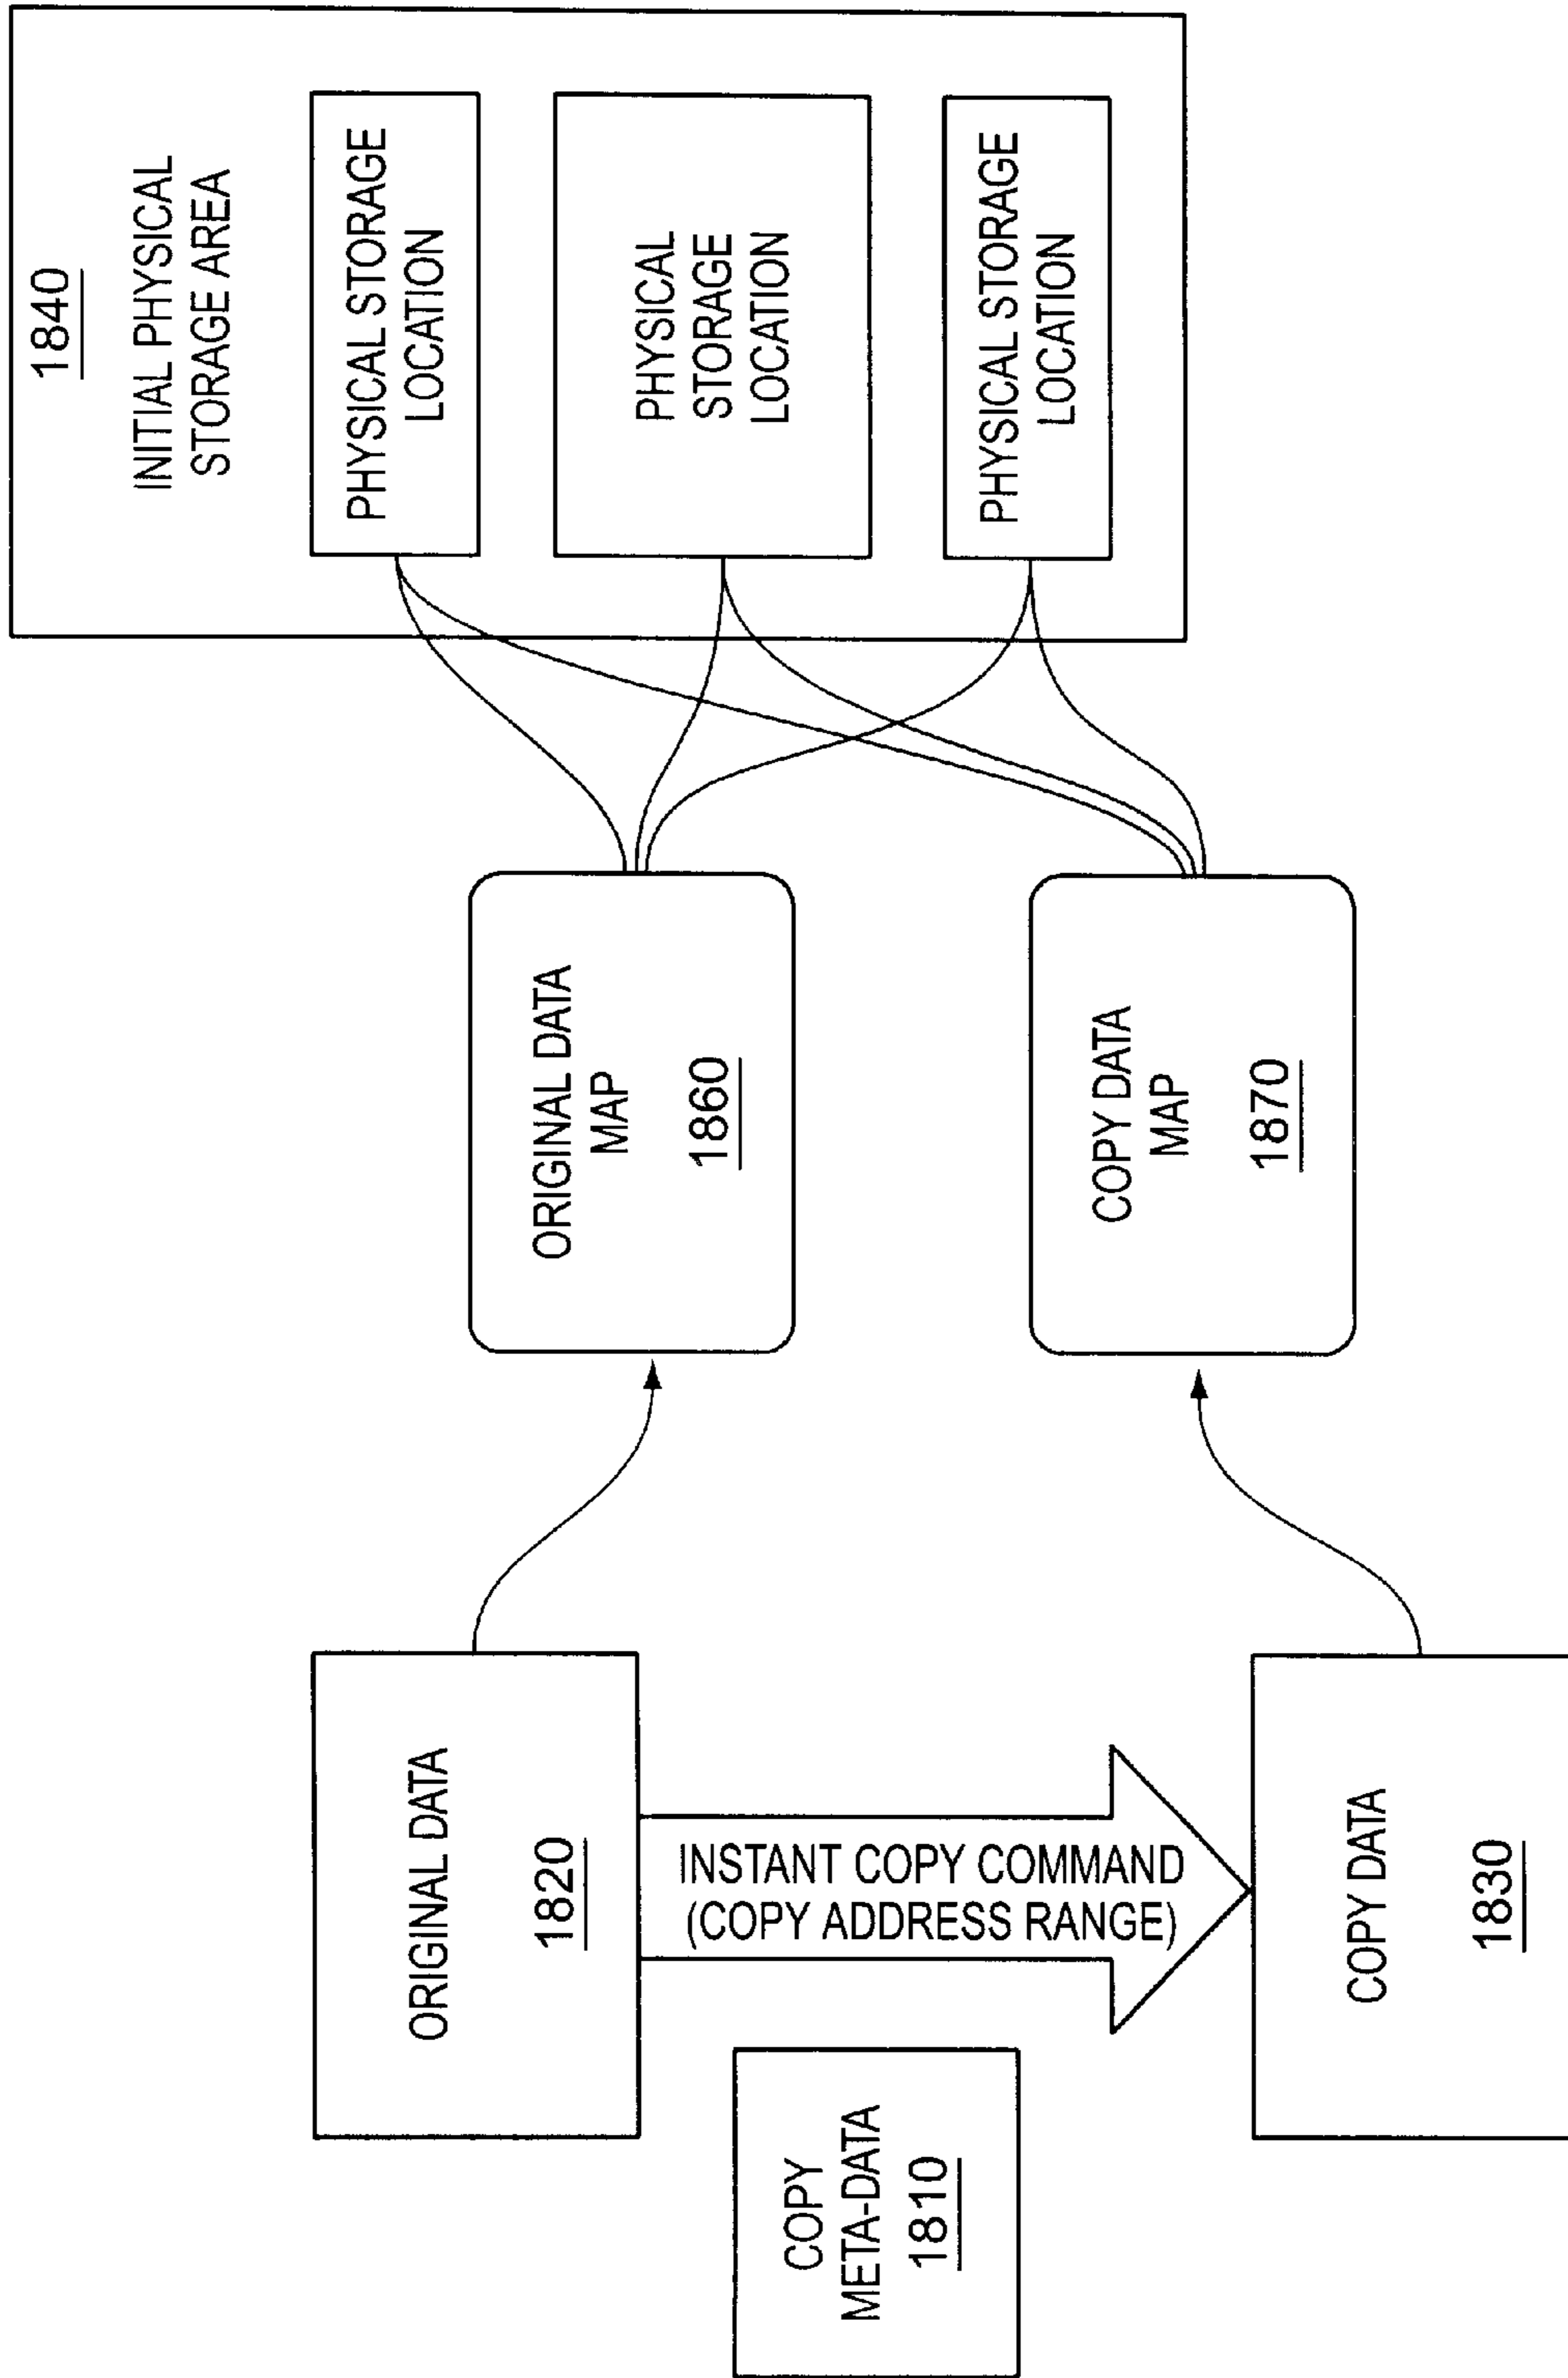 COPY
META-DATA
1810
ORIGINAL DATA
1820
INSTANT COPY COMMAND
(COPY ADDRESS RANGE)
COPY DATA
1830
ORIGINAL DATA
MAP
1860
COPY DATA
MAP
1870
1840
INITIAL PHYSICAL
STORAGE AREA
PHYSICAL STORAGE
LOCATION
PHYSICAL
STORAGE
LOCATION
PHYSICAL STORAGE
LOCATION